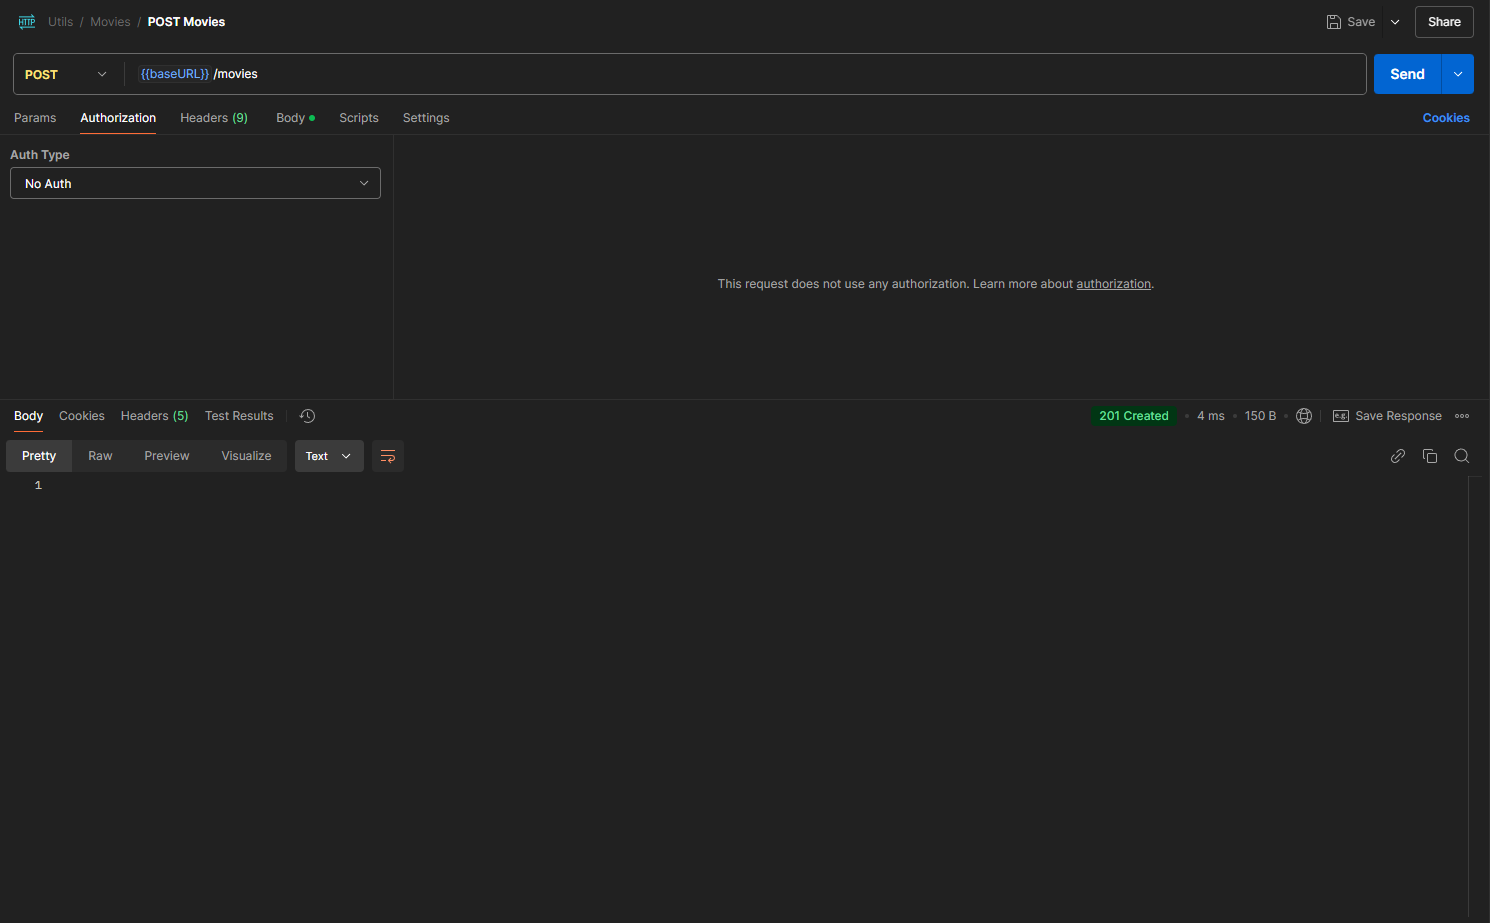 HTTP Utils / Movies / POST Movies Save Share
POST {{baseURL}} /movies Send
Params Authorization Headers (9) Body Scripts Settings Cookies
Auth Type
No Auth
This request does not use any authorization. Learn more about authorization.
Body Cookies Headers (5) Test Results 201 Created 4 ms 150 B e.g. Save Response
Pretty Raw Preview Visualize Text
1